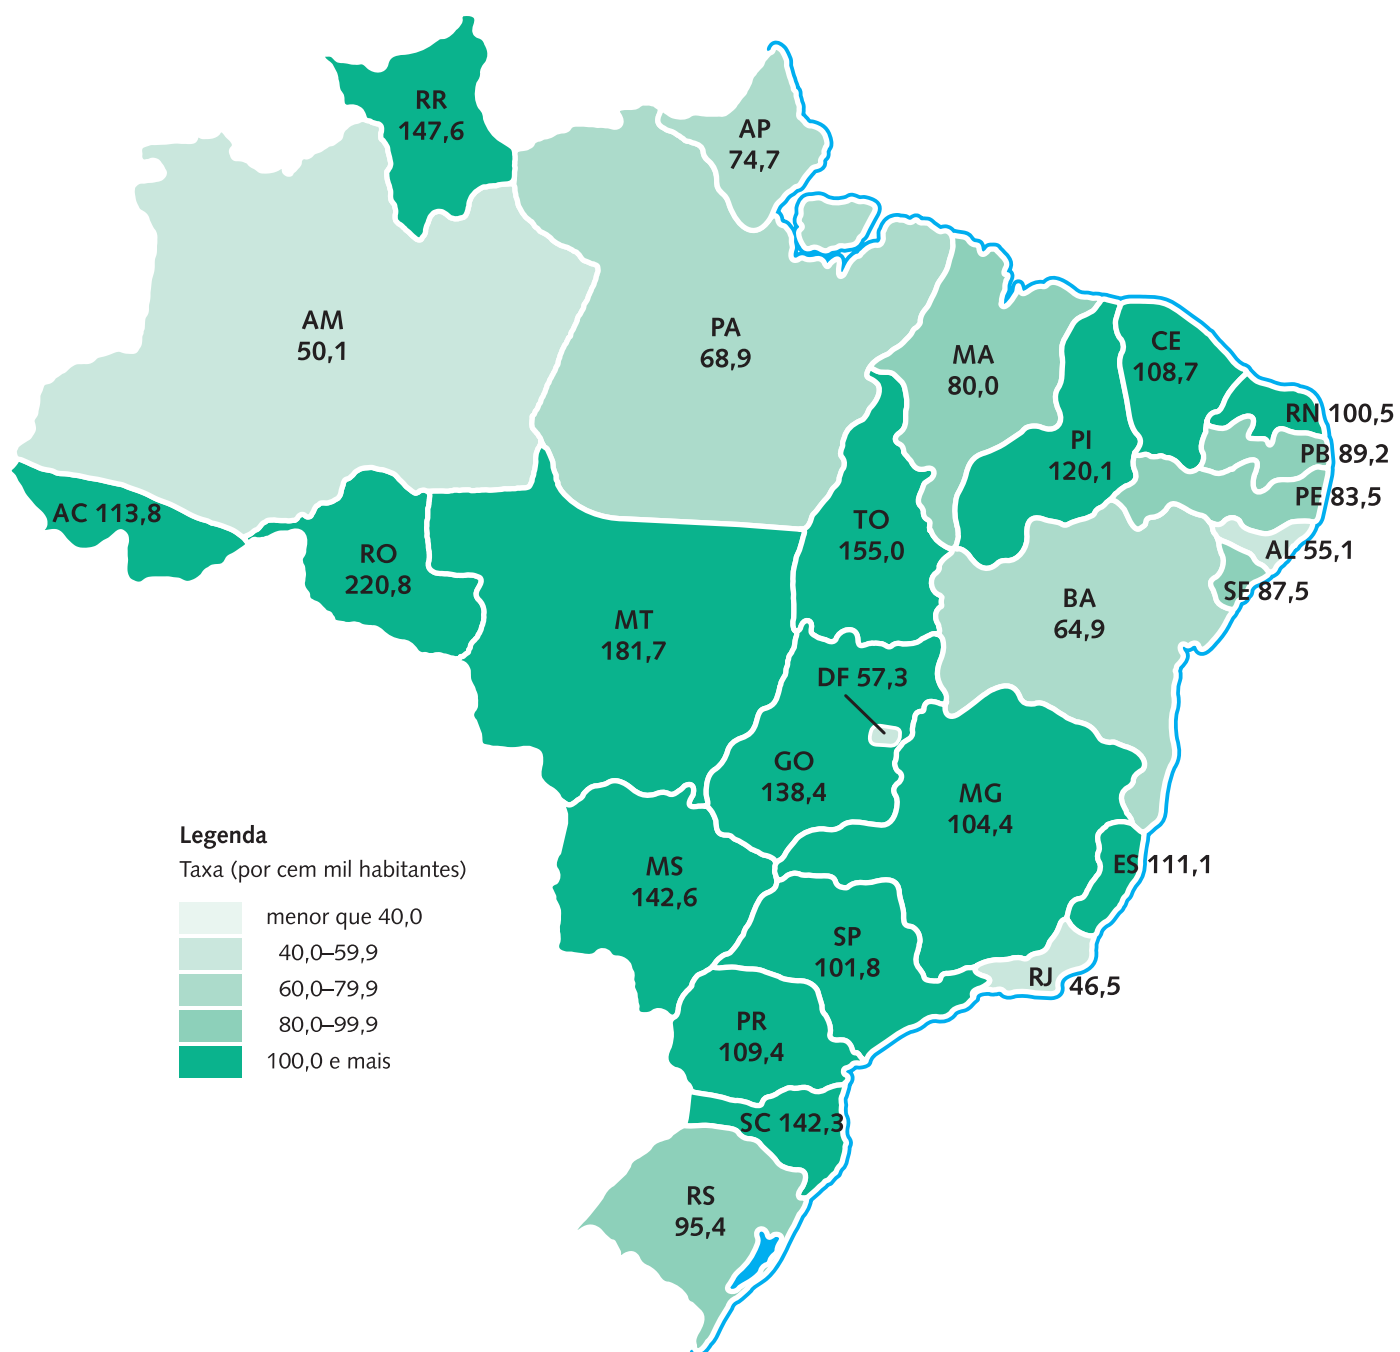 RR
147,6
AP
74,7
AM
50,1
PA
68,9
MA
80,0
CE
108,7
RN 100,5
PI
120,1
PB 89,2
PE 83,5
AC 113,8
TO
155,0
RO
220,8
AL 55,1
SE 87,5
BA
64,9
MT
181,7
DF 57,3
GO
138,4
MG
104,4
MS
142,6
ES 111,1
SP
101,8
RJ 46,5
PR
109,4
SC 142,3
RS
95,4
Legenda
Taxa (por cem mil habitantes)
menor que 40,0
40,0–59,9
60,0–79,9
80,0–99,9
100,0 e mais